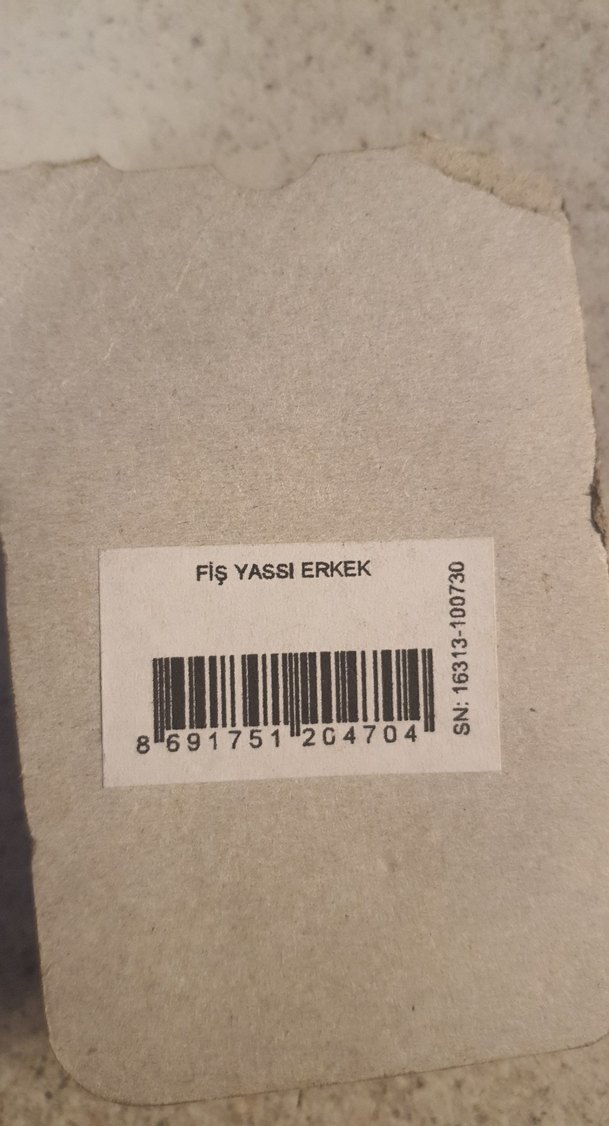 FİŞ YASSI ERKEK
8 691751 204704
SN: 16313-100730